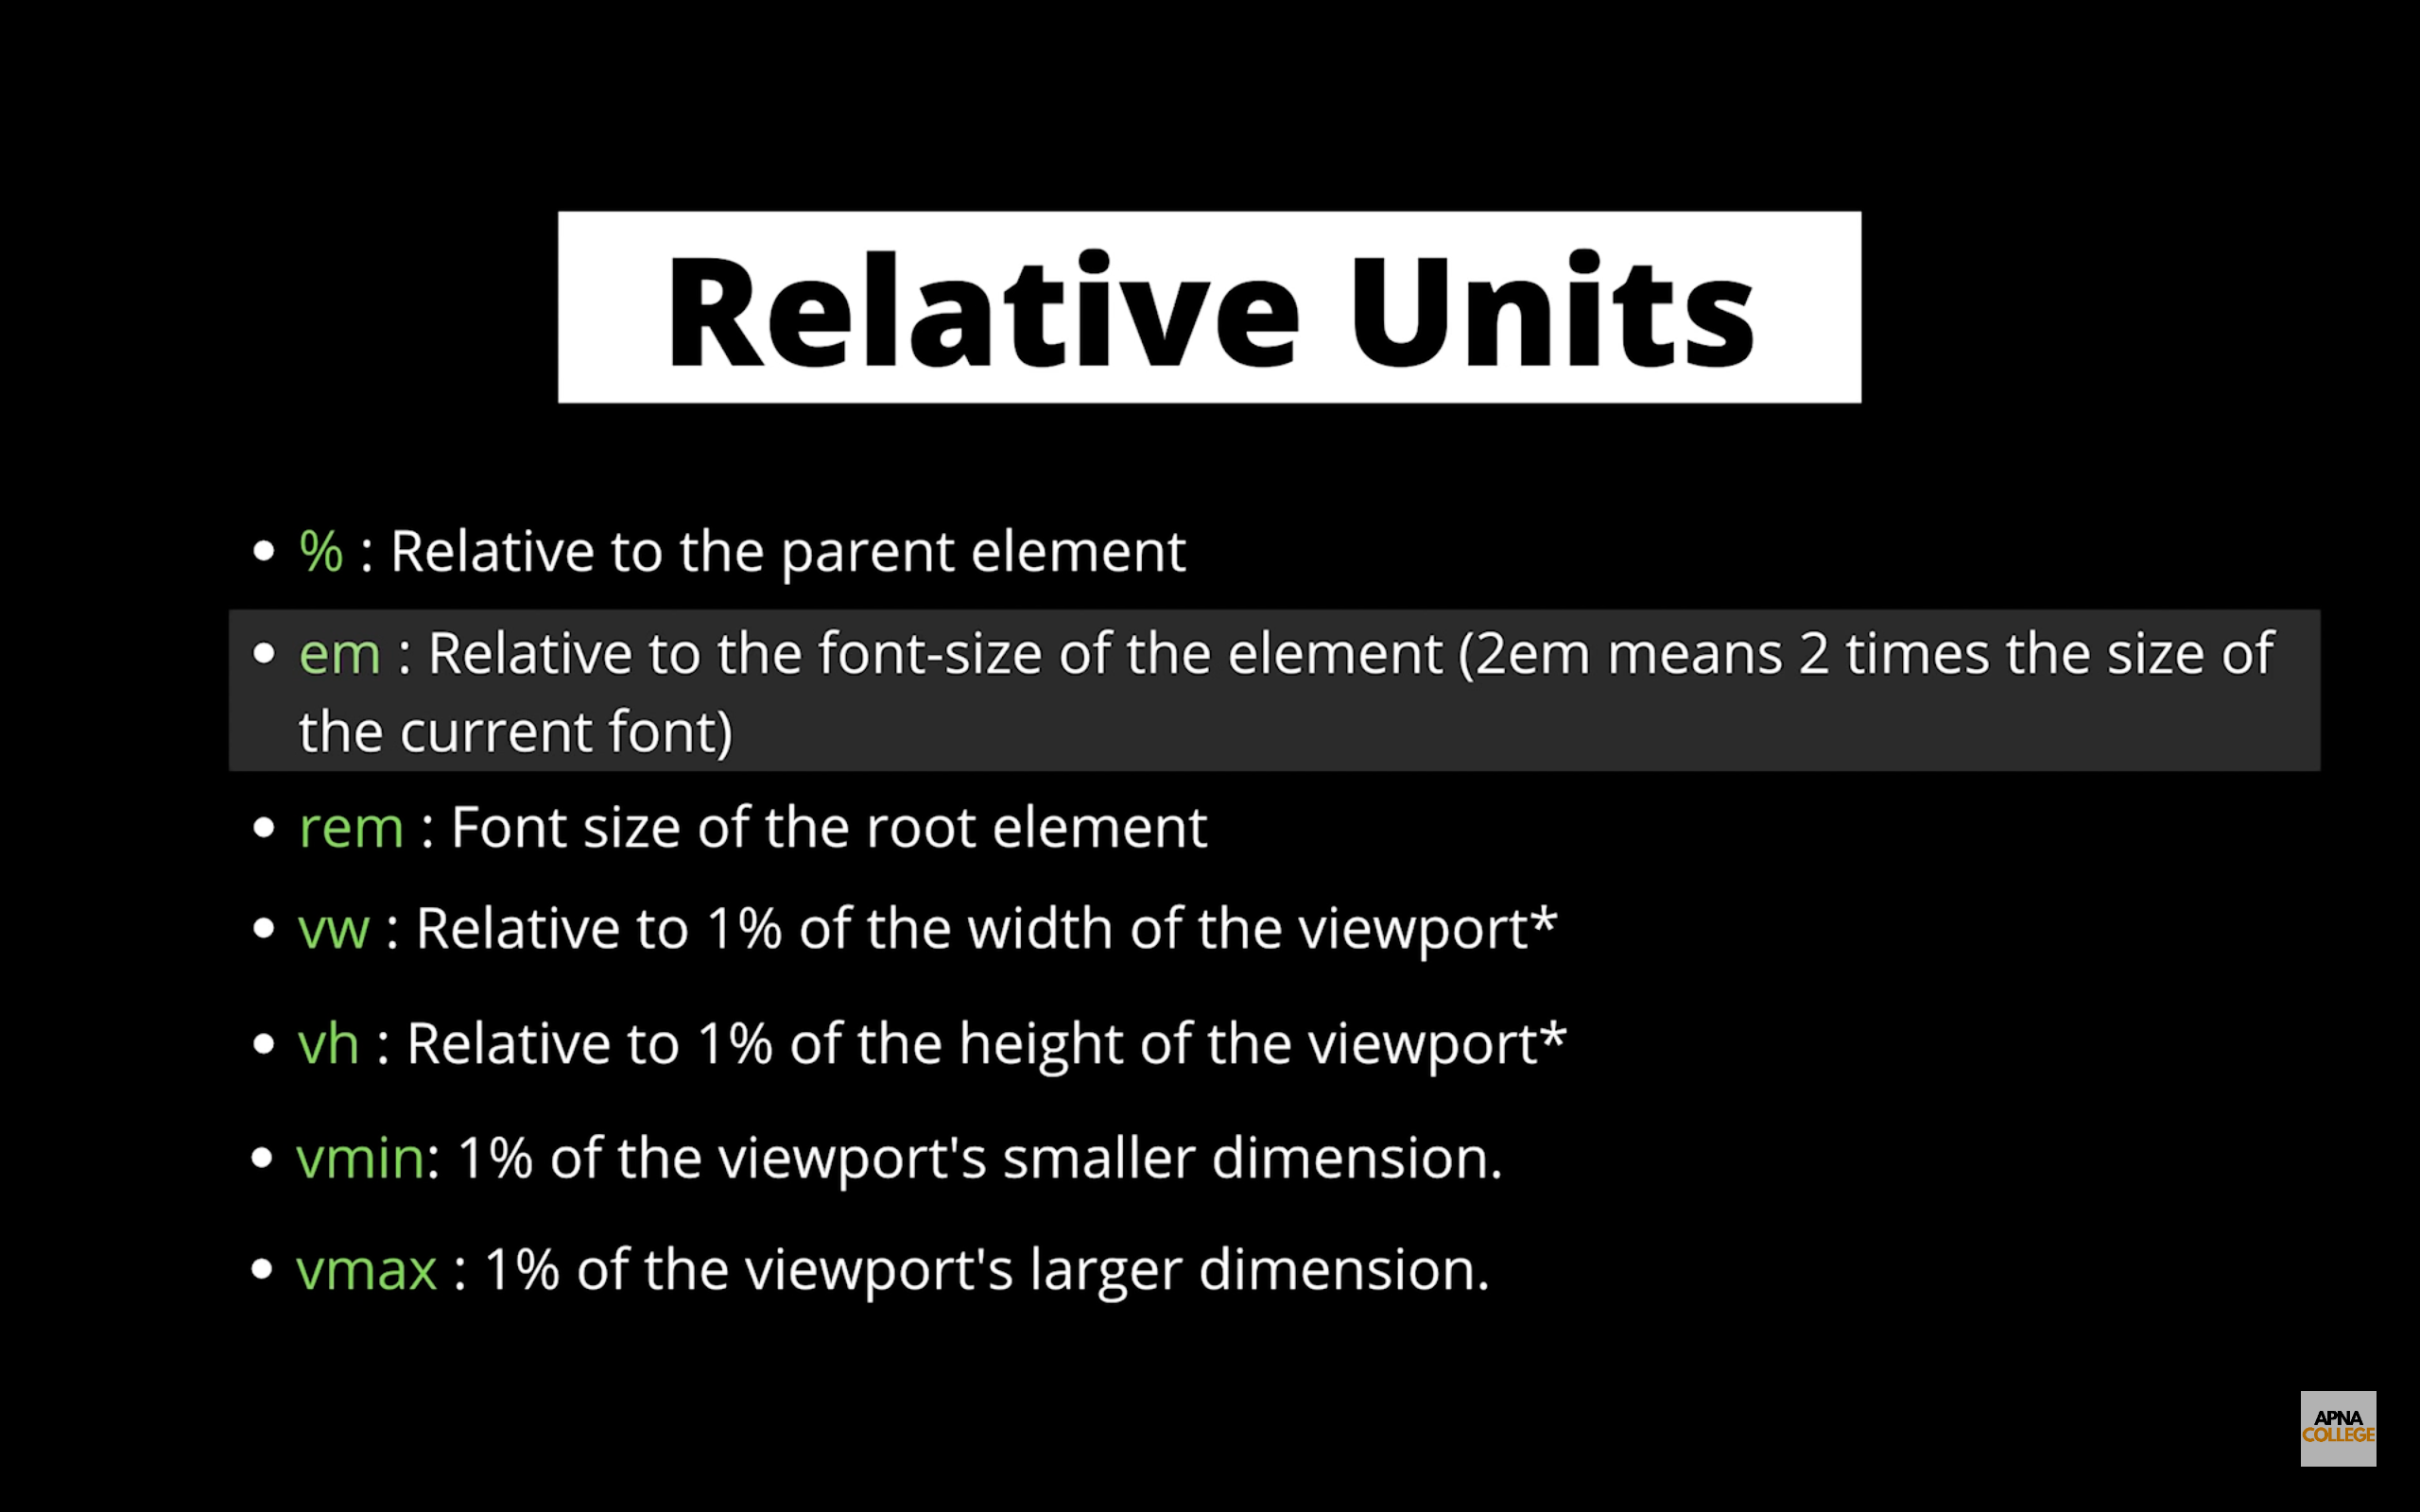 Relative Units
• % : Relative to the parent element
• em : Relative to the font-size of the element (2em means 2 times the size of
the current font)
• rem : Font size of the root element
• vw : Relative to 1% of the width of the viewport*
• vh : Relative to 1% of the height of the viewport*
• vmin: 1% of the viewport's smaller dimension.
• vmax : 1% of the viewport's larger dimension.
APNA
COLLEGE